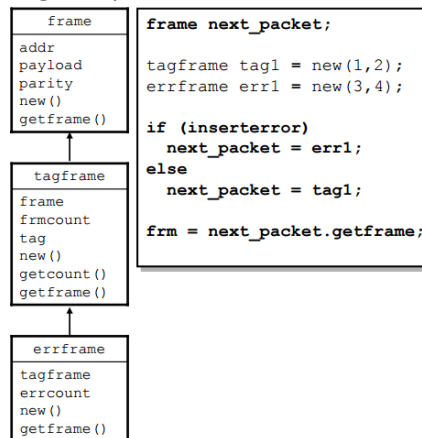 frame
addr
payload
parity
new()
getframe()
tagframe
frame
frmcount
tag
new()
getcount()
getframe()
errframe
tagframe
errcount
new()
getframe()
frame next_packet;
tagframe tag1 = new(1,2);
errframe err1 = new(3,4);
if (inserterror)
next_packet = err1;
else
next_packet = tag1;
frm = next_packet.getframe;